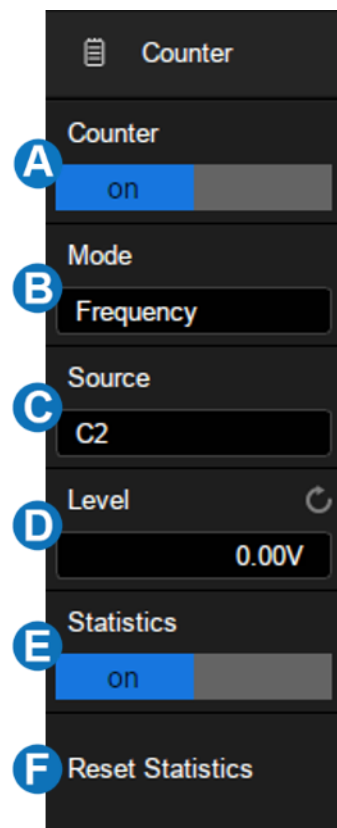 Counter
Counter
A
on
Mode
B
Frequency
Source
C
C2
Level
D
0.00V
Statistics
E
on
F Reset Statistics